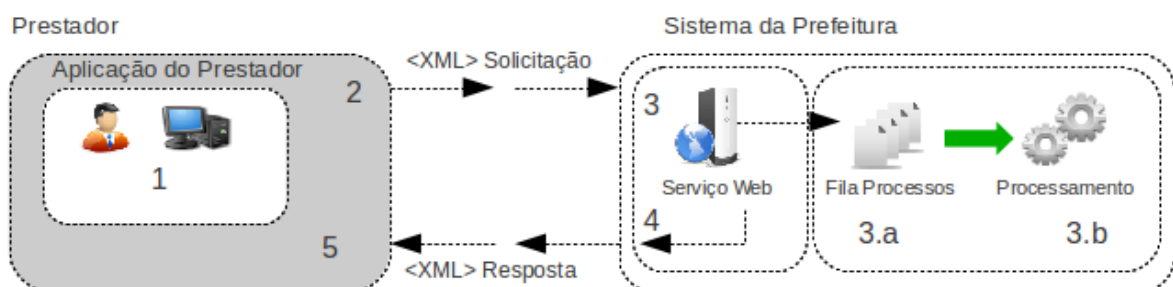 Prestador
Sistema da Prefeitura
Aplicação do Prestador
<XML> Solicitação
2
3
1
Serviço Web
Fila Processos
Processamento
4
3.a
3.b
5
<XML> Resposta